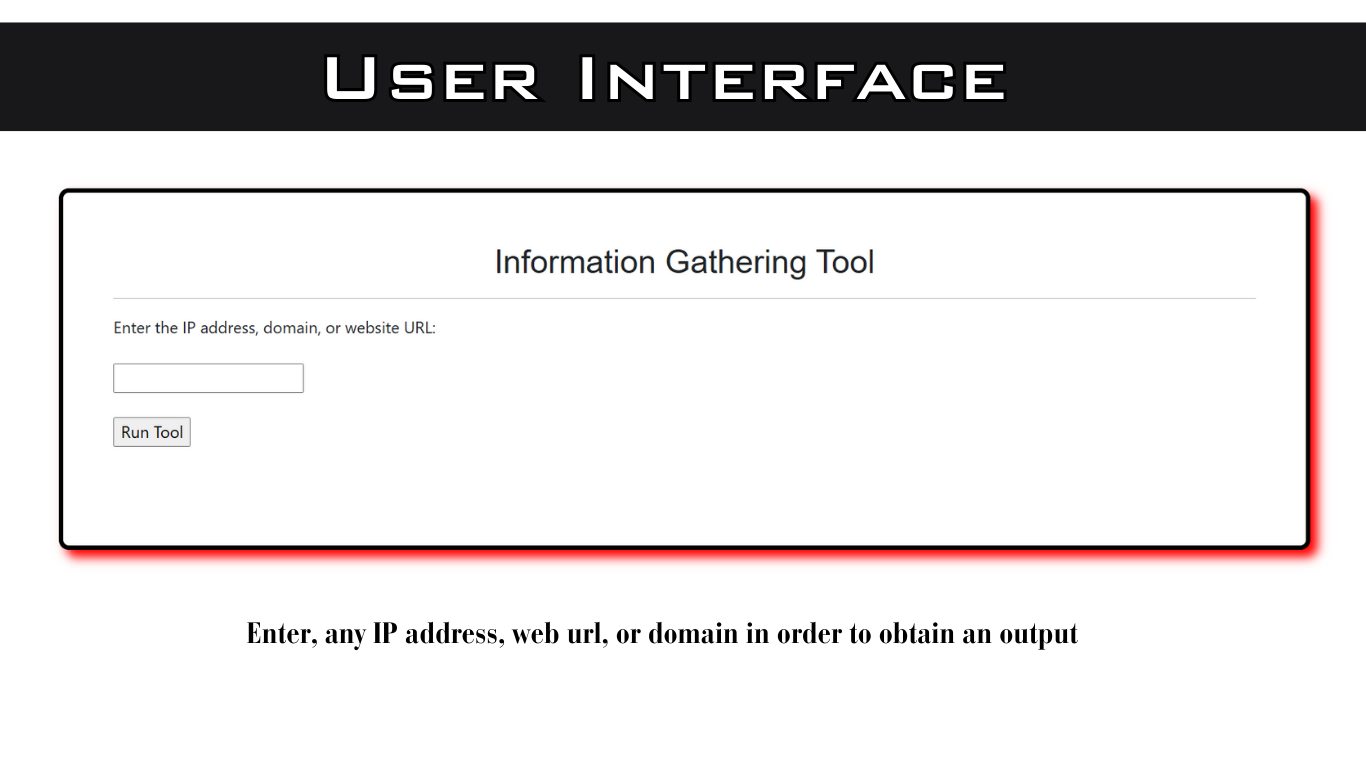 User Interface
Information Gathering Tool
Enter the IP address, domain, or website URL:
Run Tool
Enter, any IP address, web url, or domain in order to obtain an output